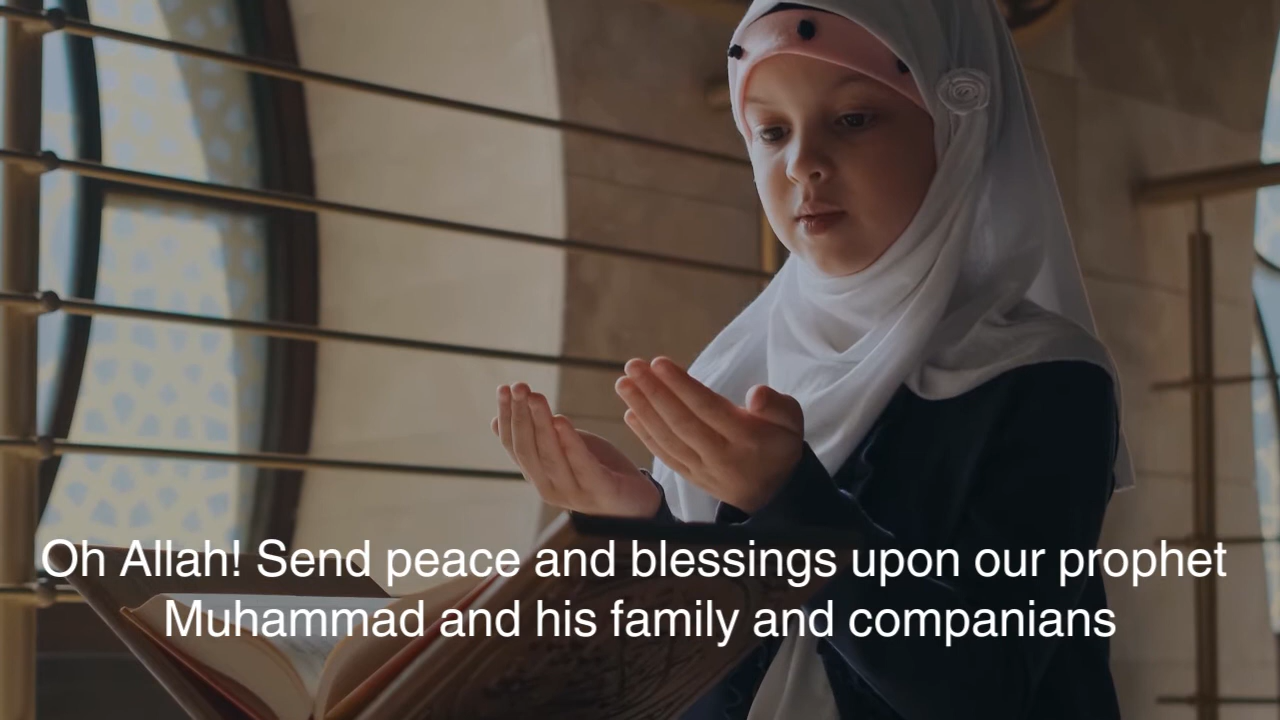 Oh Allah! Send peace and blessings upon our prophet
Muhammad and his family and companians